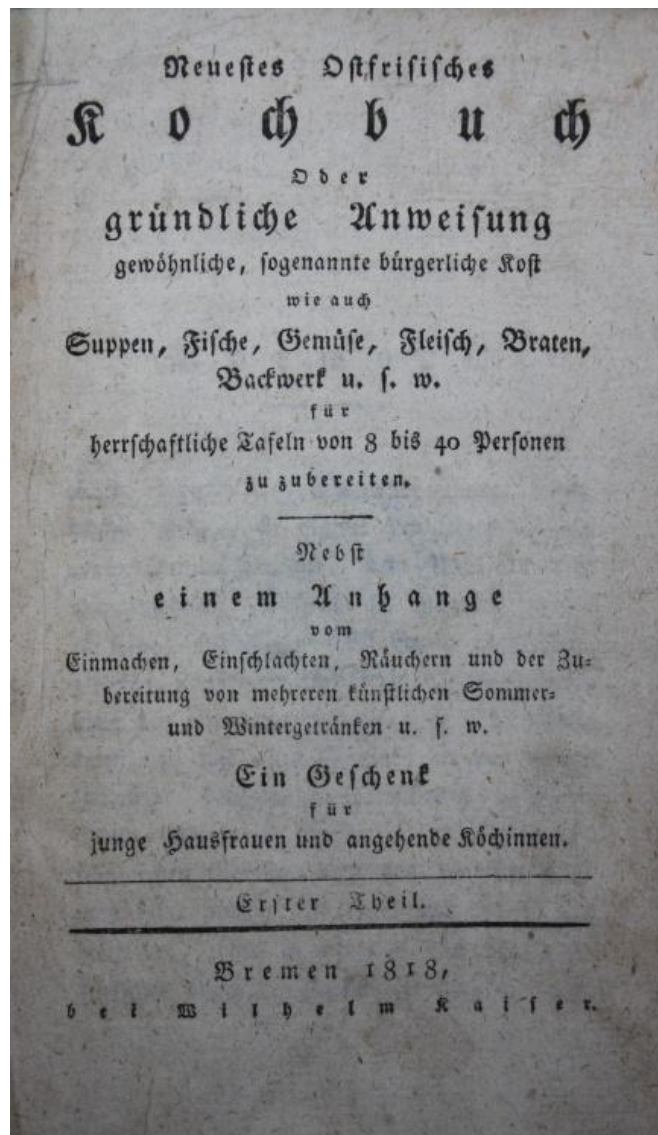 Neueſtes Oſtfriſiſches
Kochbuch
Oder
gründliche Anweiſung
gewöhnliche, ſogenannte bürgerliche Koſt
wie auch
Suppen, Fiſche, Gemüſe, Fleiſch, Braten,
Backwerk u. ſ. w.
für
herrſchaftliche Tafeln von 8 bis 40 Perſonen
zu zubereiten.
Nebſt
einem Anhange
vom
Einmachen, Einſchlachten, Räuchern und der Zu⸗
bereitung von mehreren künſtlichen Sommer⸗
und Wintergetränken u. ſ. w.
Ein Geſchenk
für
junge Hausfrauen und angehende Köchinnen.
Erſter Theil.
Bremen 1818,
bei Wilhelm Kaiſer.